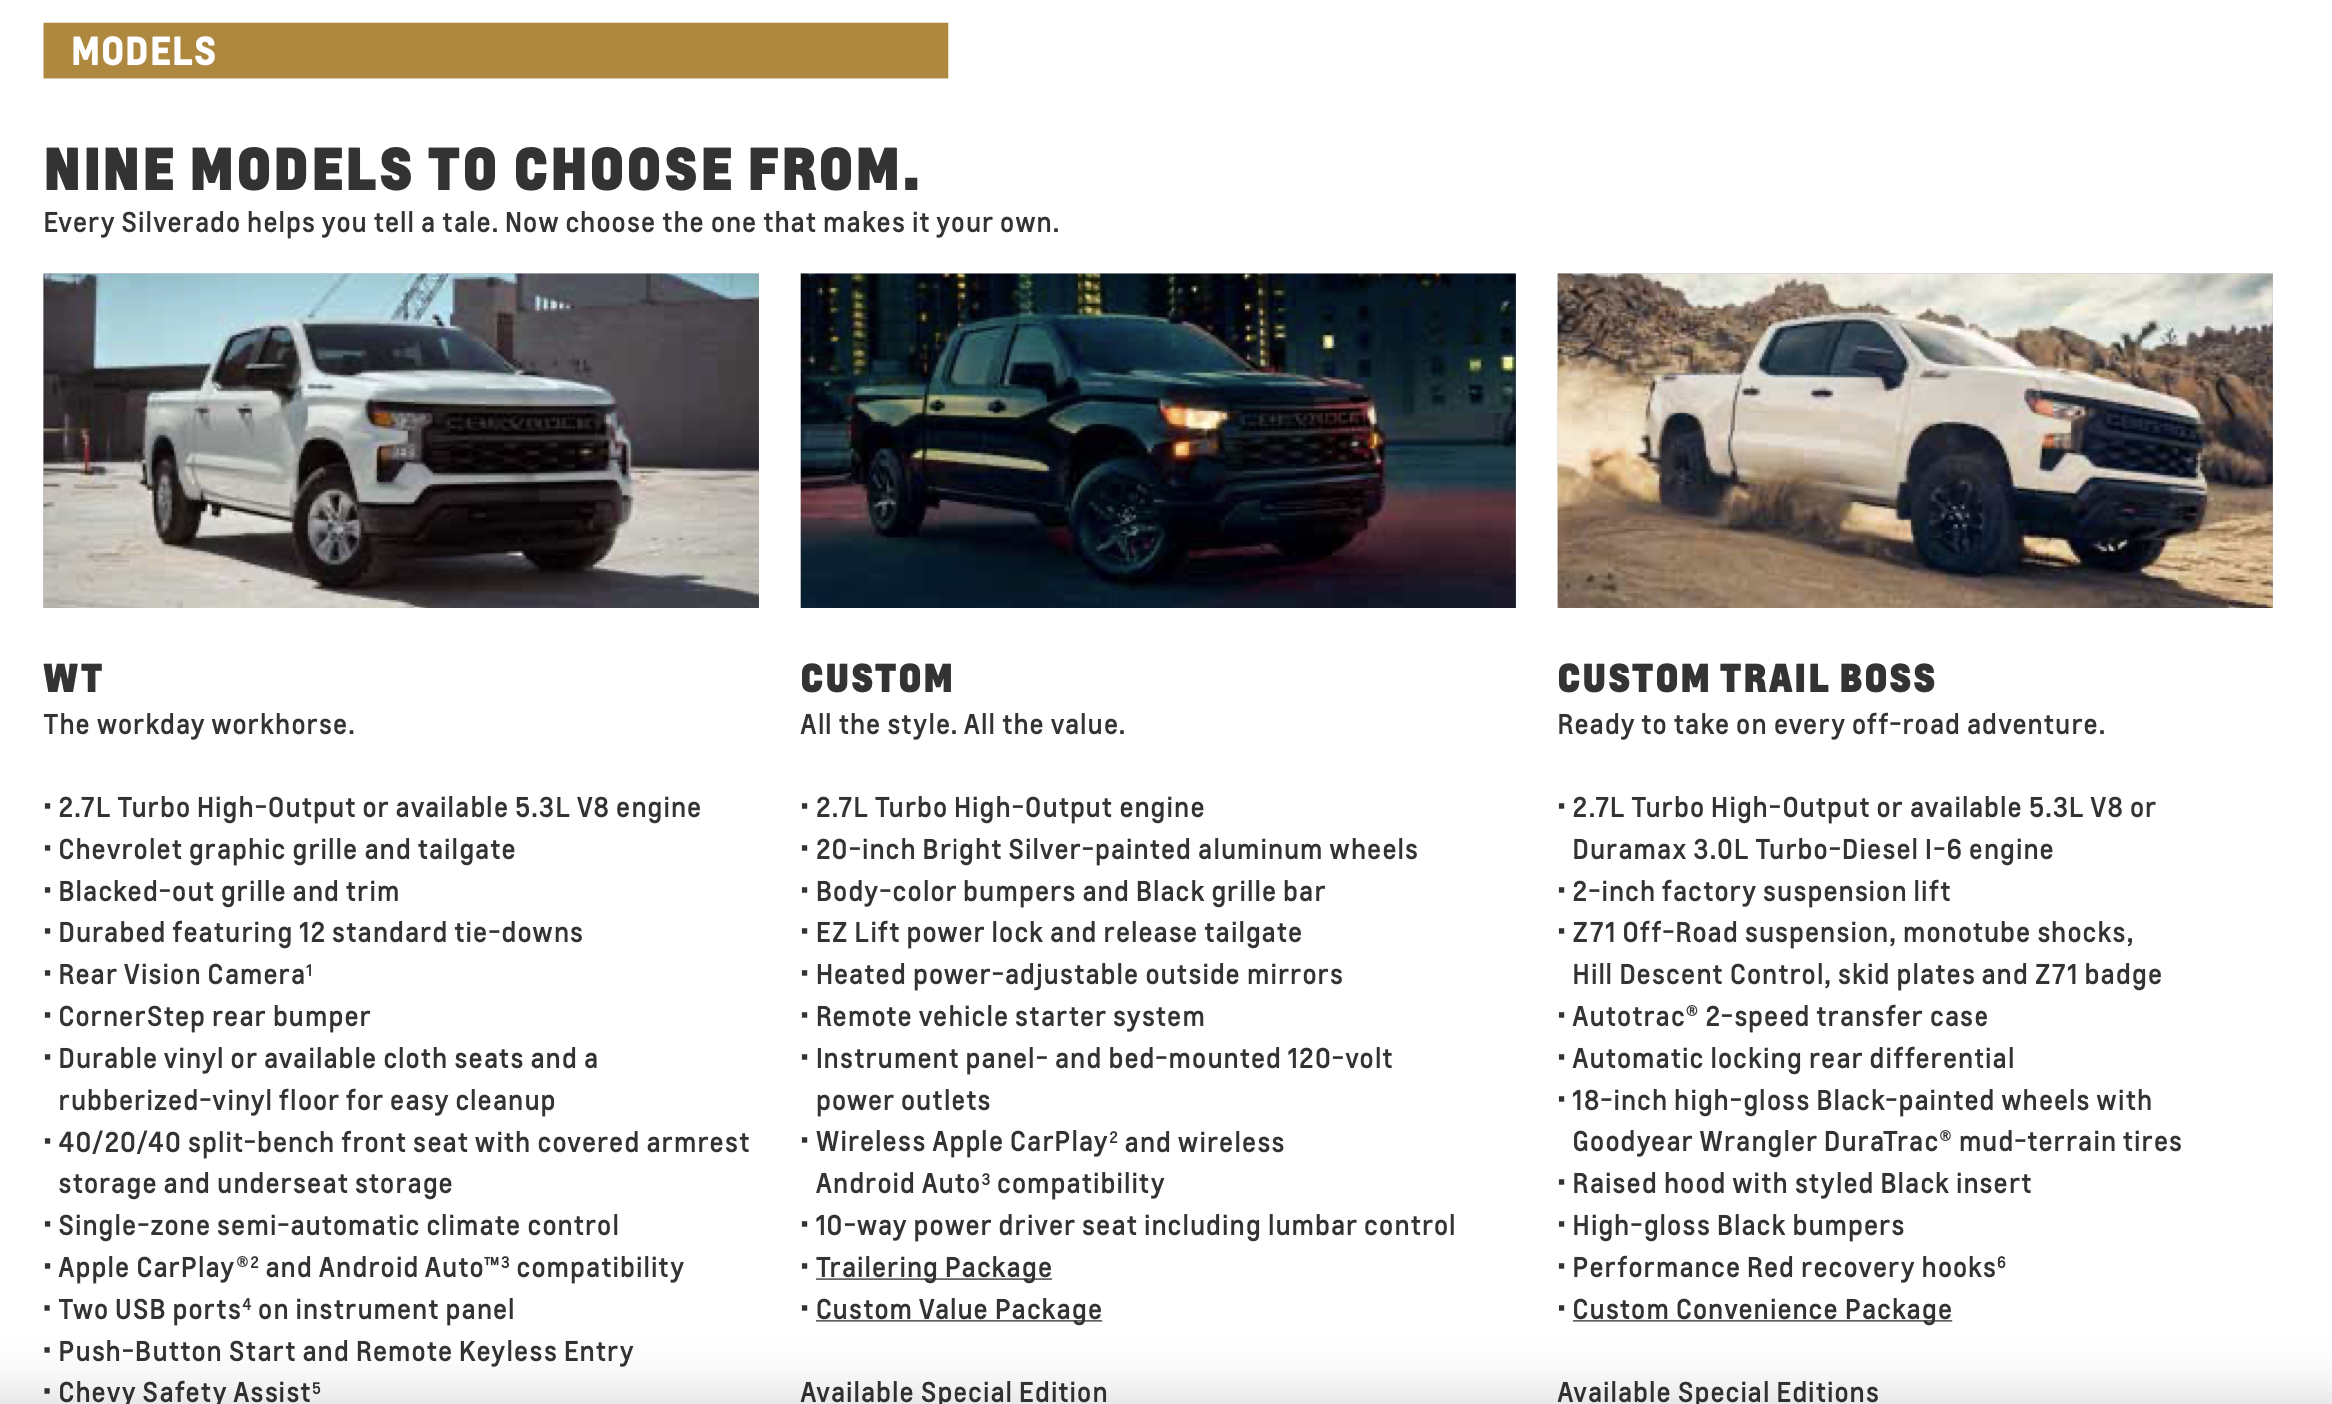 MODELS
NINE MODELS TO CHOOSE FROM.
Every Silverado helps you tell a tale. Now choose the one that makes it your own.
CHEVROLET
CHEVROLET
CHEVROLET
WT
The workday workhorse.
· 2.7L Turbo High-Output or available 5.3L V8 engine
· Chevrolet graphic grille and tailgate
· Blacked-out grille and trim
· Durabed featuring 12 standard tie-downs
· Rear Vision Camera¹
· CornerStep rear bumper
· Durable vinyl or available cloth seats and a
rubberized-vinyl floor for easy cleanup
· 40/20/40 split-bench front seat with covered armrest
storage and underseat storage
· Single-zone semi-automatic climate control
· Apple CarPlay®² and Android Auto™³ compatibility
· Two USB ports⁴ on instrument panel
· Push-Button Start and Remote Keyless Entry
· Chevy Safety Assist⁵
CUSTOM
All the style. All the value.
· 2.7L Turbo High-Output engine
· 20-inch Bright Silver-painted aluminum wheels
· Body-color bumpers and Black grille bar
· EZ Lift power lock and release tailgate
· Heated power-adjustable outside mirrors
· Remote vehicle starter system
· Instrument panel- and bed-mounted 120-volt
power outlets
· Wireless Apple CarPlay² and wireless
Android Auto³ compatibility
· 10-way power driver seat including lumbar control
· Trailering Package
· Custom Value Package
Available Special Edition
CUSTOM TRAIL BOSS
Ready to take on every off-road adventure.
· 2.7L Turbo High-Output or available 5.3L V8 or
Duramax 3.0L Turbo-Diesel I-6 engine
· 2-inch factory suspension lift
· Z71 Off-Road suspension, monotube shocks,
Hill Descent Control, skid plates and Z71 badge
· Autotrac® 2-speed transfer case
· Automatic locking rear differential
· 18-inch high-gloss Black-painted wheels with
Goodyear Wrangler DuraTrac® mud-terrain tires
· Raised hood with styled Black insert
· High-gloss Black bumpers
· Performance Red recovery hooks⁶
· Custom Convenience Package
Available Special Editions